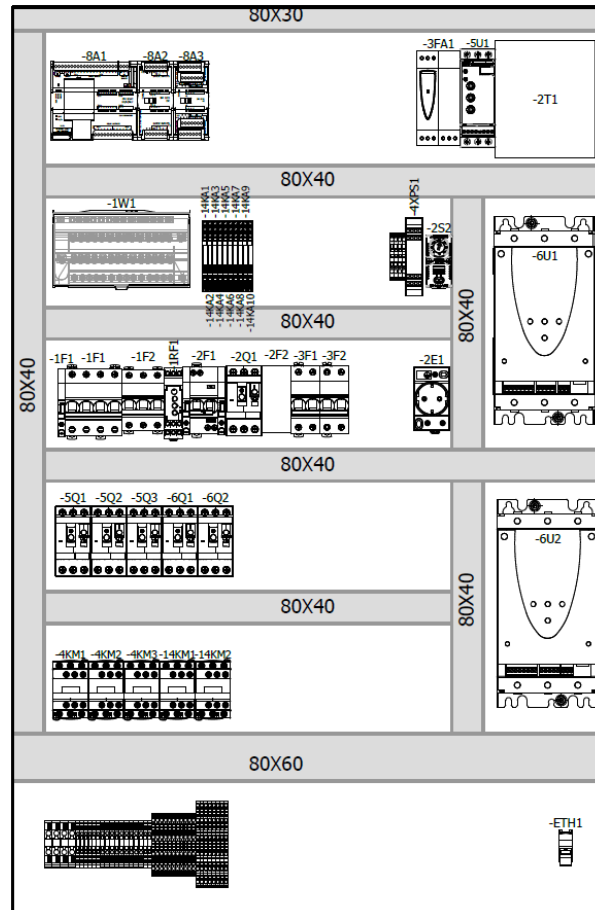 80X30
-8A1 -8A2 -8A3 -3FA1 -5U1
-2T1
80X40
-1W1 -14KA1 -14KA3 -14KA5 -14KA7 -14KA9 -4XPS1 -2S2
-6U1
-14KA2 -14KA4 -14KA6 -14KA8 -14KA10
80X40
80X40
80X40
-1F1 -1F1 -1F2 -1RF1 -2F1 -2Q1 -2F2 -3F1 -3F2 -2E1
80X40
-5Q1 -5Q2 -5Q3 -6Q1 -6Q2
-6U2
80X40
80X40
-4KM1 -4KM2 -4KM3 -14KM1 -14KM2
80X60
-ETH1